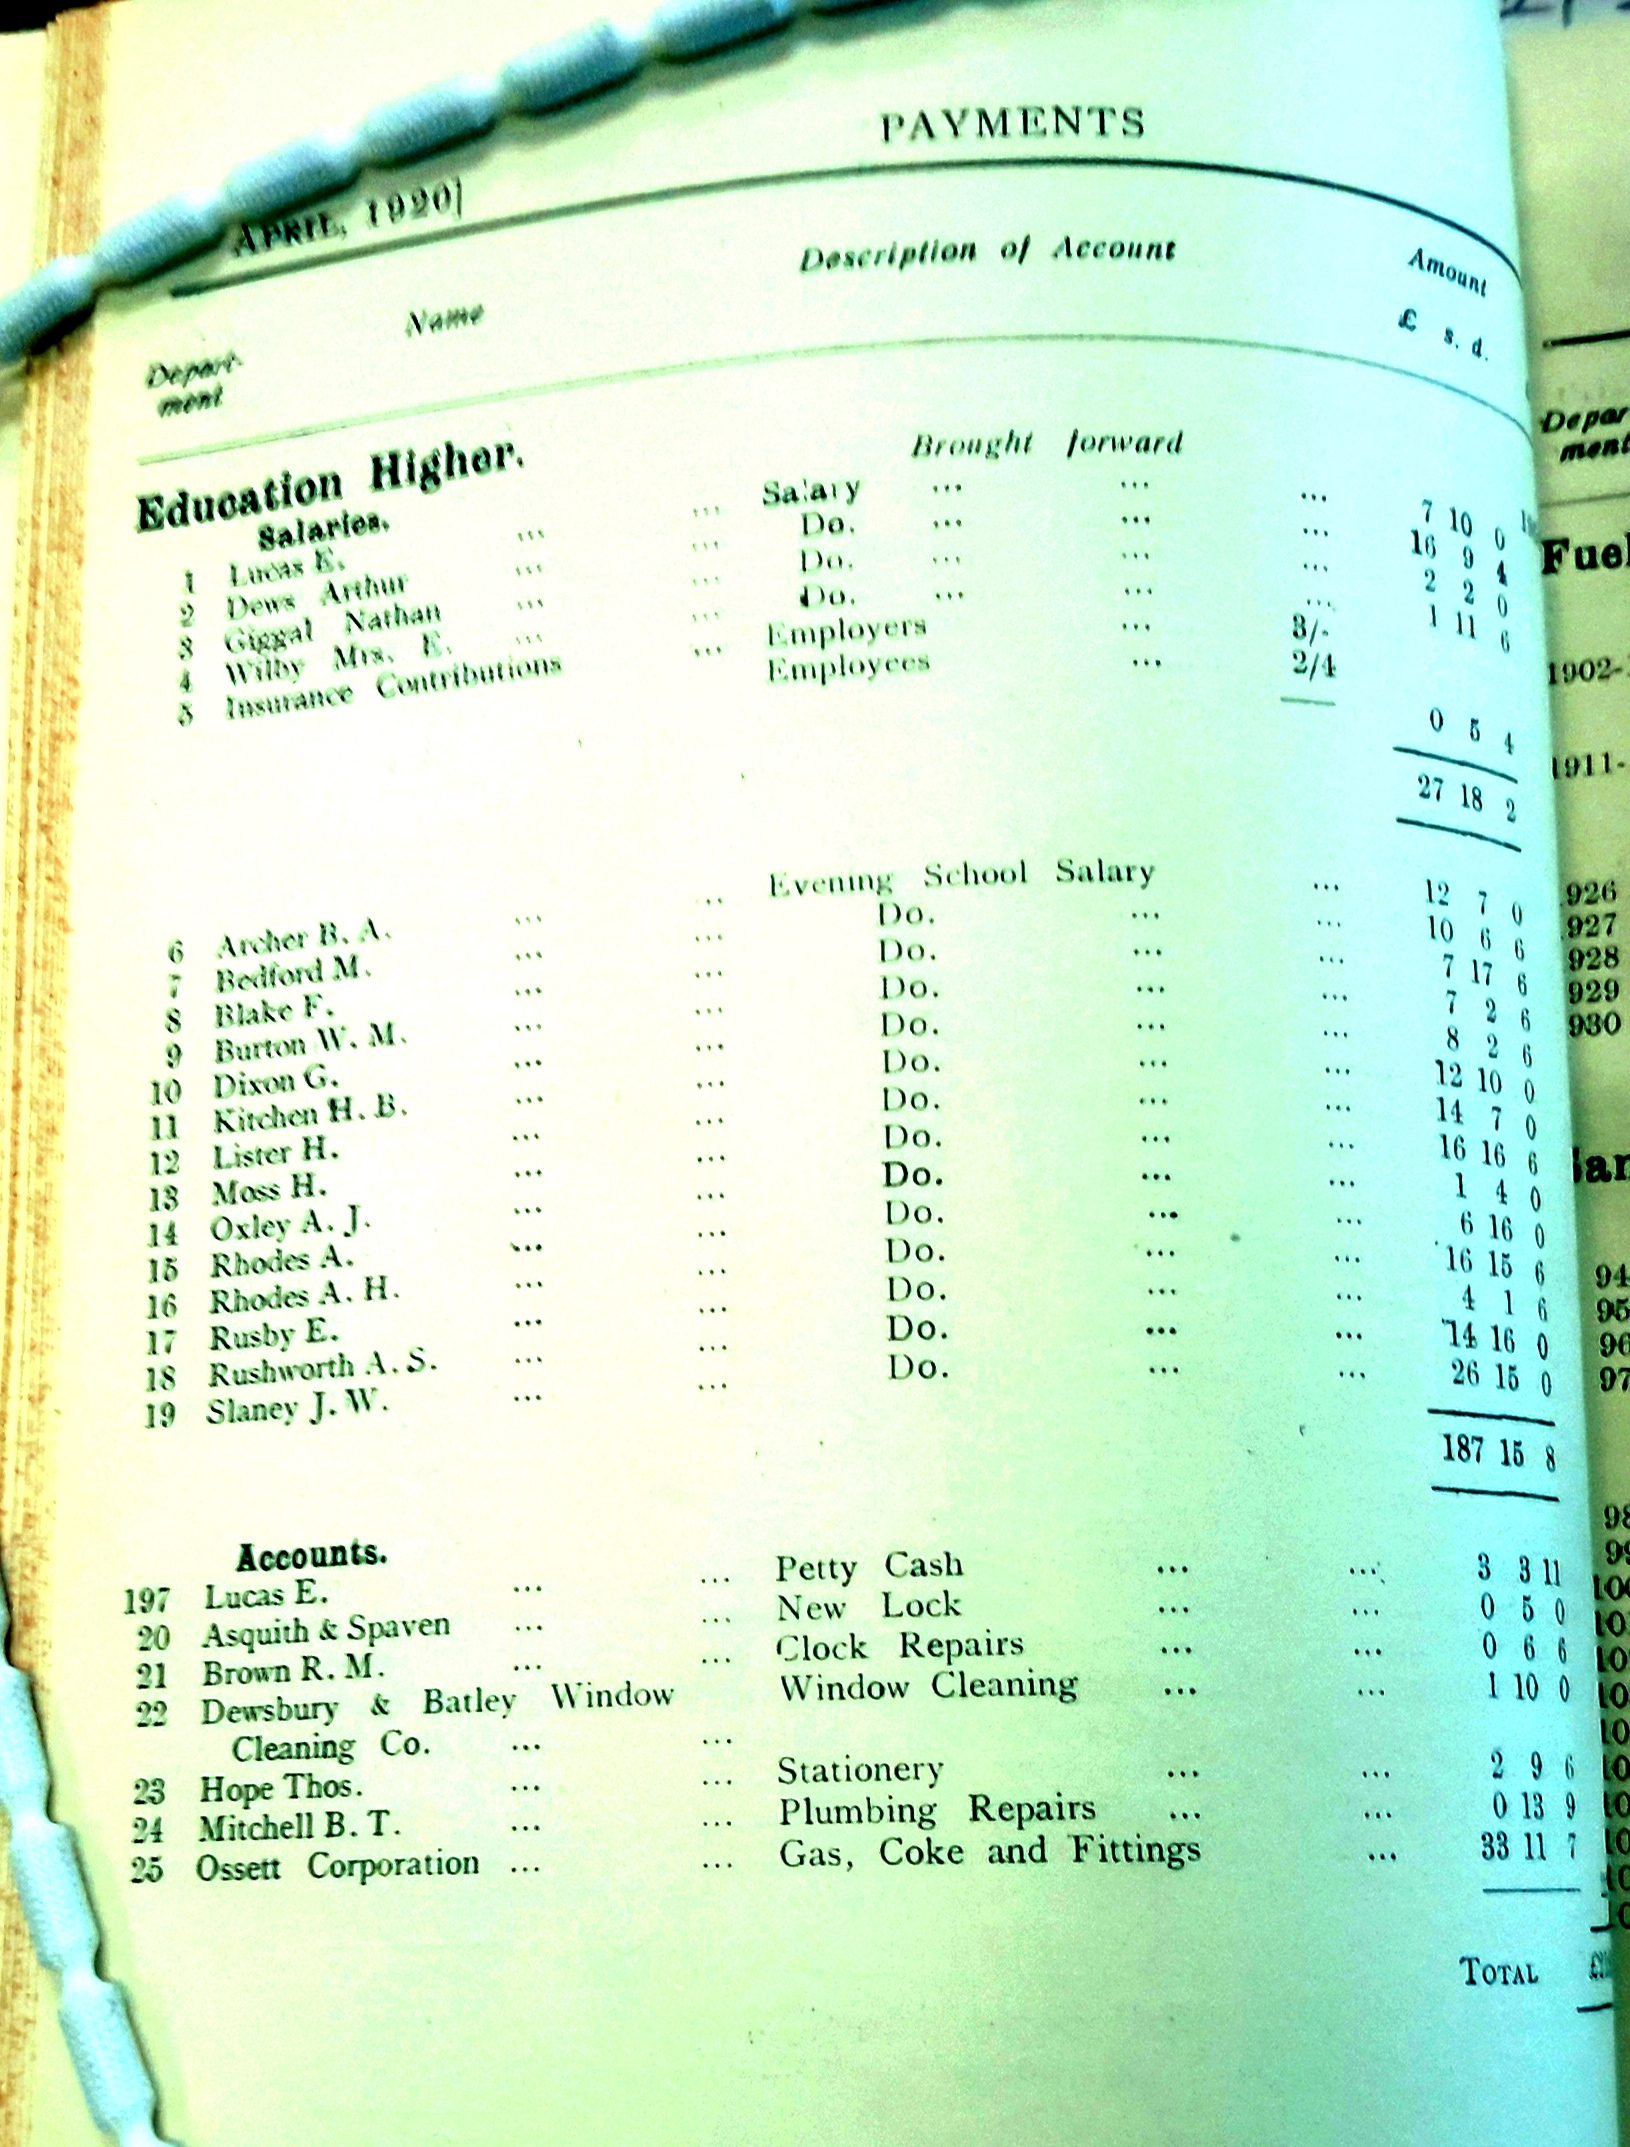 PAYMENTS
APRIL, 1920]
Depart-
ment
Name
Description of Account
Amount
£ s. d.
Brought forward
Education Higher.
Salaries.
1 Lucas E. ... ... Salary ... ... ... 7 10 0
2 Dews Arthur ... ... Do. ... ... ... 16 9 4
3 Giggal Nathan ... ... Do. ... ... ... 2 2 0
4 Wilby Mrs. E. ... ... Do. ... ... ... 1 11 6
5 Insurance Contributions ... Employers ... 3/-
Employees ... 2/4
0 5 4
27 18 2
6 Archer B. A. ... ... Evening School Salary ... 12 7 0
7 Bedford M. ... ... Do. ... ... 10 6 6
8 Blake F. ... ... Do. ... ... 7 17 6
9 Burton W. M. ... ... Do. ... ... 7 2 6
10 Dixon G. ... ... Do. ... ... 8 2 6
11 Kitchen H. B. ... ... Do. ... ... 12 10 0
12 Lister H. ... ... Do. ... ... 14 7 0
13 Moss H. ... ... Do. ... ... 16 16 6
14 Oxley A. J. ... ... Do. ... ... 1 4 0
15 Rhodes A. ... ... Do. ... ... 6 16 0
16 Rhodes A. H. ... ... Do. ... ... 16 15 6
17 Rusby E. ... ... Do. ... ... 4 1 6
18 Rushworth A. S. ... ... Do. ... ... 14 16 0
19 Slaney J. W. ... ... Do. ... ... 26 15 0
187 15 8
Accounts.
197 Lucas E. ... ... Petty Cash ... ... 3 3 11
20 Asquith & Spaven ... ... New Lock ... ... 0 5 0
21 Brown R. M. ... ... Clock Repairs ... ... 0 6 6
22 Dewsbury & Batley Window Window Cleaning ... ... 1 10 0
Cleaning Co. ... ...
23 Hope Thos. ... ... Stationery ... ... 2 9 6
24 Mitchell B. T. ... ... Plumbing Repairs ... ... 0 13 9
25 Ossett Corporation ... ... Gas, Coke and Fittings ... 33 11 7
TOTAL
Depar
ment
Fuel
1902-
1911-
926
927
928
929
930
94
95
96
97
98
99